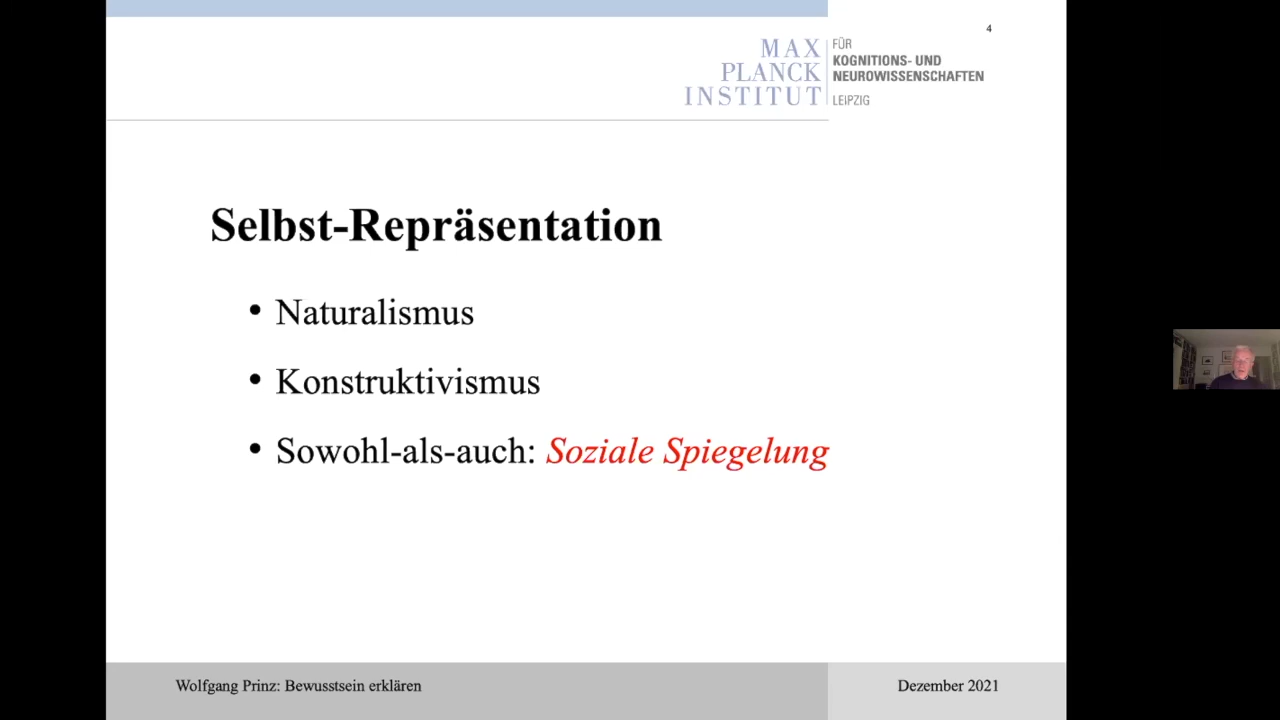 4
MAX
PLANCK
INSTITUT
FÜR
KOGNITIONS- UND
NEUROWISSENSCHAFTEN
LEIPZIG
Selbst-Repräsentation
• Naturalismus
• Konstruktivismus
• Sowohl-als-auch: Soziale Spiegelung
Wolfgang Prinz: Bewusstsein erklären
Dezember 2021